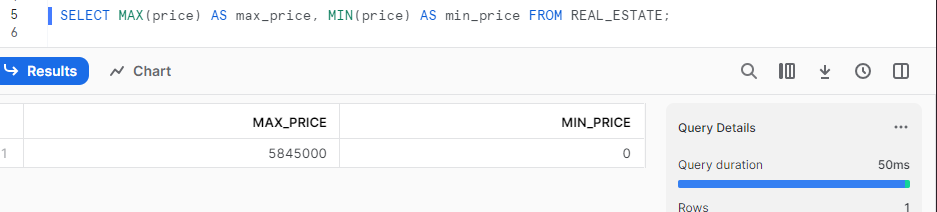 5 SELECT MAX(price) AS max_price, MIN(price) AS min_price FROM REAL_ESTATE;
6
Results Chart
MAX_PRICE MIN_PRICE
1 5845000 0
Query Details ...
Query duration 50ms
Rows 1